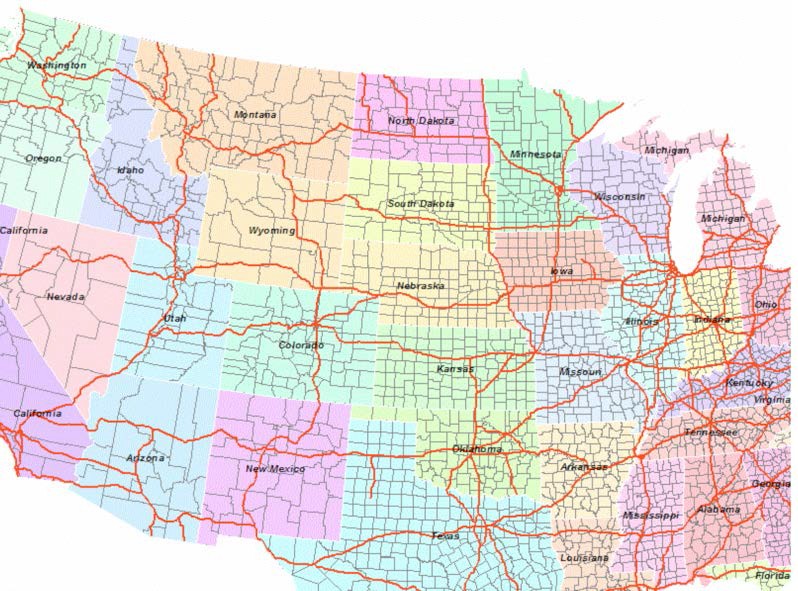 Washington
Montana
North Dakota
Minnesota
Michigan
Oregon
Idaho
Wisconsin
South Dakota
Michigan
California
Wyoming
Iowa
Nebraska
Nevada
Ohio
Utah
Illinois
Indiana
Colorado
Kansas
Missouri
Kentucky
Virginia
California
Tennessee
Oklahoma
Arizona
New Mexico
Arkansas
Georgia
Mississippi
Alabama
Texas
Louisiana
Florida